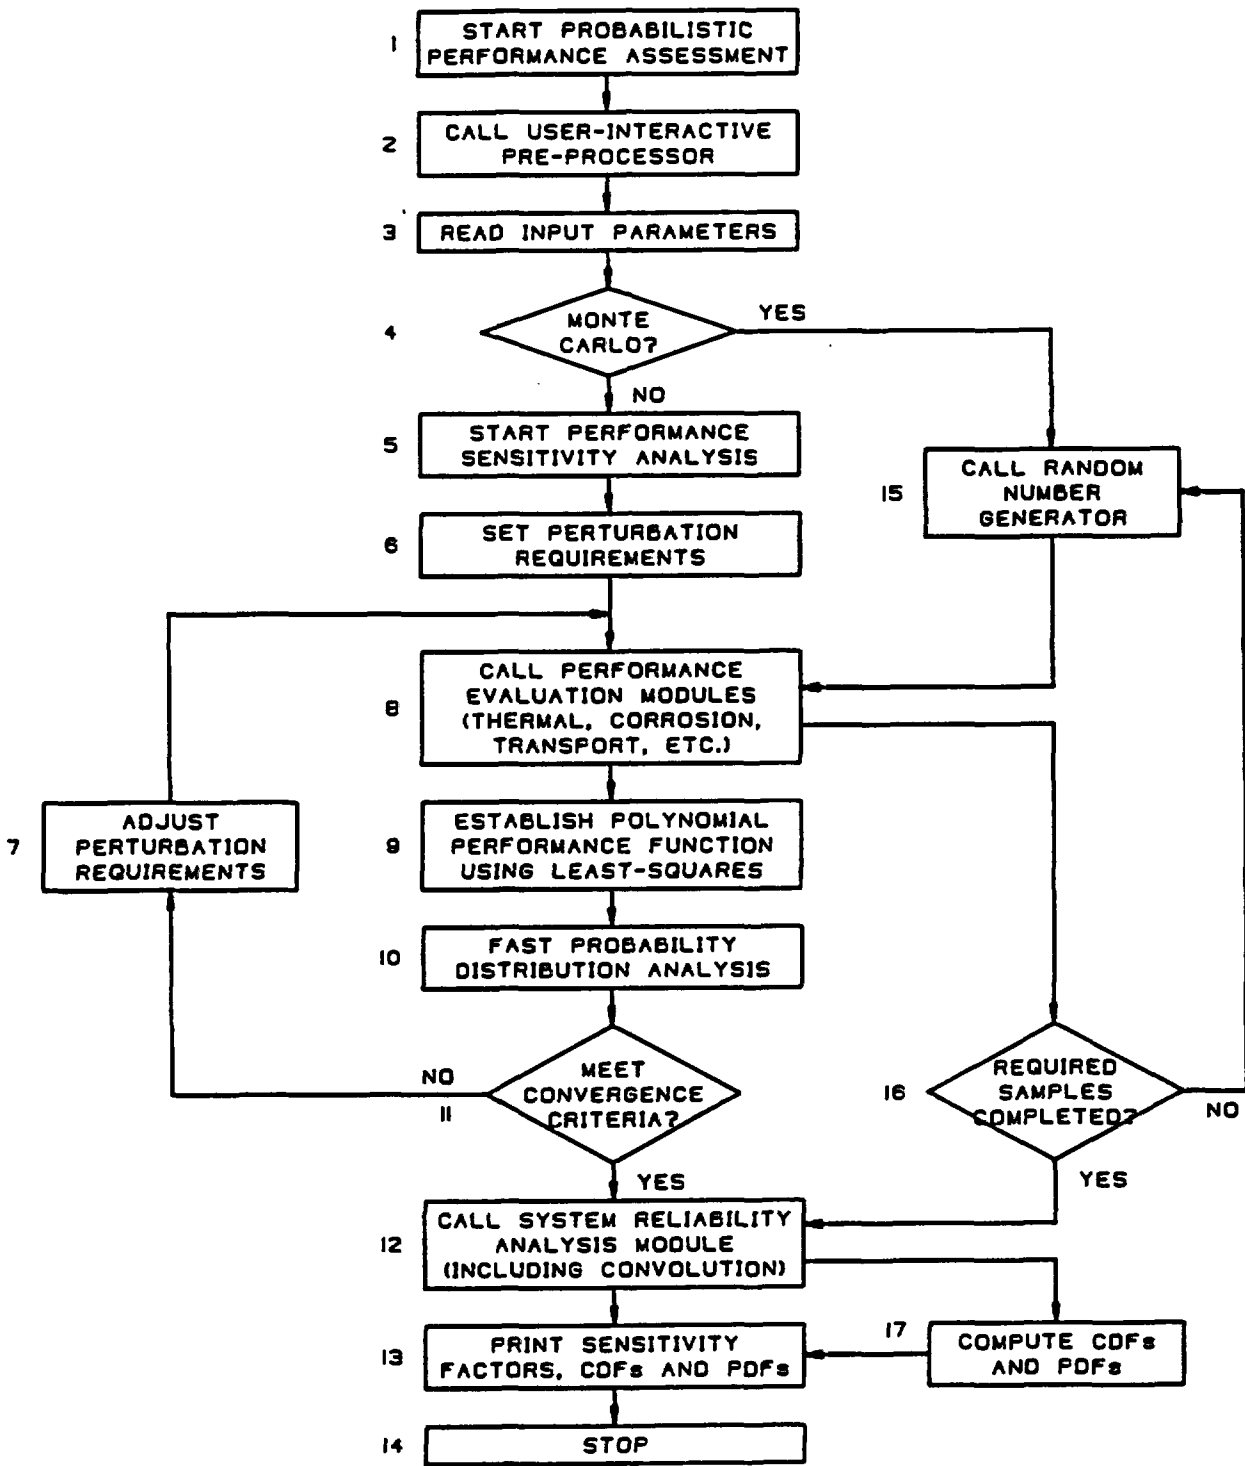 1
START PROBABILISTIC
PERFORMANCE ASSESSMENT
2
CALL USER-INTERACTIVE
PRE-PROCESSOR
3
READ INPUT PARAMETERS
4
MONTE
CARLO?
YES
NO
5
START PERFORMANCE
SENSITIVITY ANALYSIS
15
CALL RANDOM
NUMBER
GENERATOR
6
SET PERTURBATION
REQUIREMENTS
8
CALL PERFORMANCE
EVALUATION MODULES
(THERMAL, CORROSION,
TRANSPORT, ETC.)
7
ADJUST
PERTURBATION
REQUIREMENTS
9
ESTABLISH POLYNOMIAL
PERFORMANCE FUNCTION
USING LEAST-SQUARES
10
FAST PROBABILITY
DISTRIBUTION ANALYSIS
NO
11
MEET
CONVERGENCE
CRITERIA?
YES
16
REQUIRED
SAMPLES
COMPLETED?
NO
YES
12
CALL SYSTEM RELIABILITY
ANALYSIS MODULE
(INCLUDING CONVOLUTION)
13
PRINT SENSITIVITY
FACTORS, CDFs AND PDFs
17
COMPUTE CDFs
AND PDFs
14
STOP